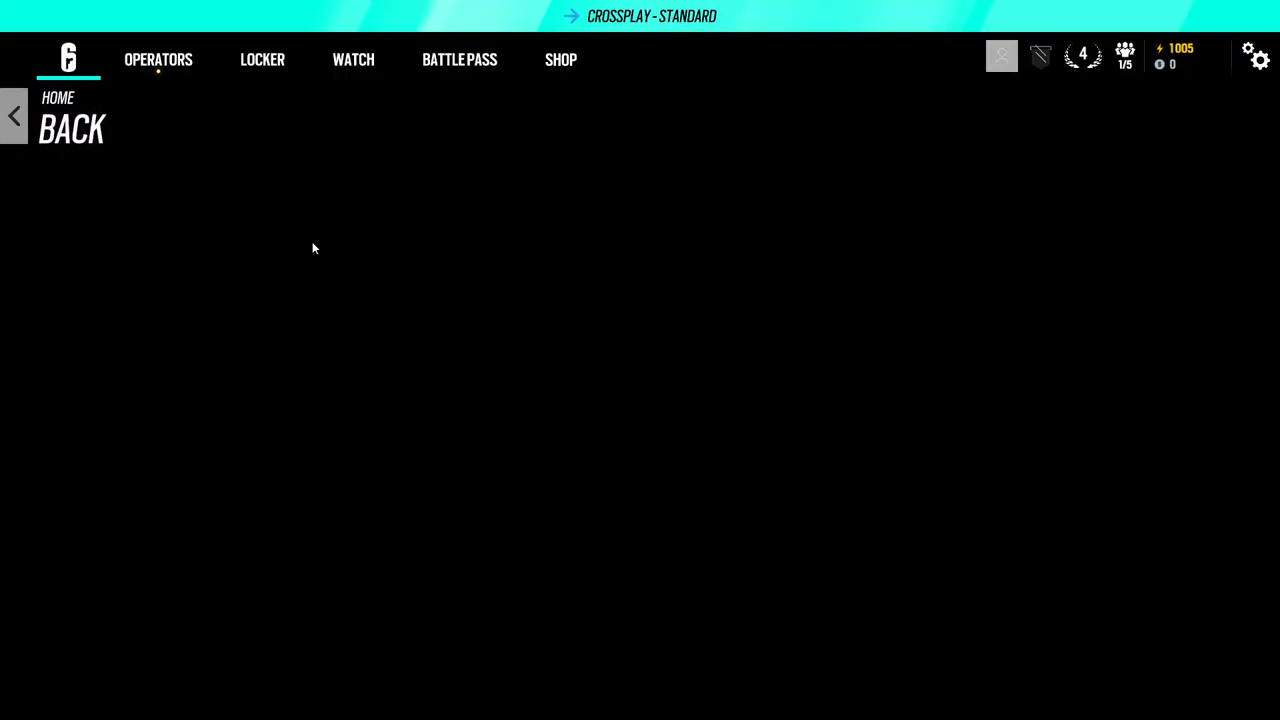 CROSSPLAY - STANDARD
OPERATORS LOCKER WATCH BATTLE PASS SHOP
4
1/5
1005
0
HOME
BACK